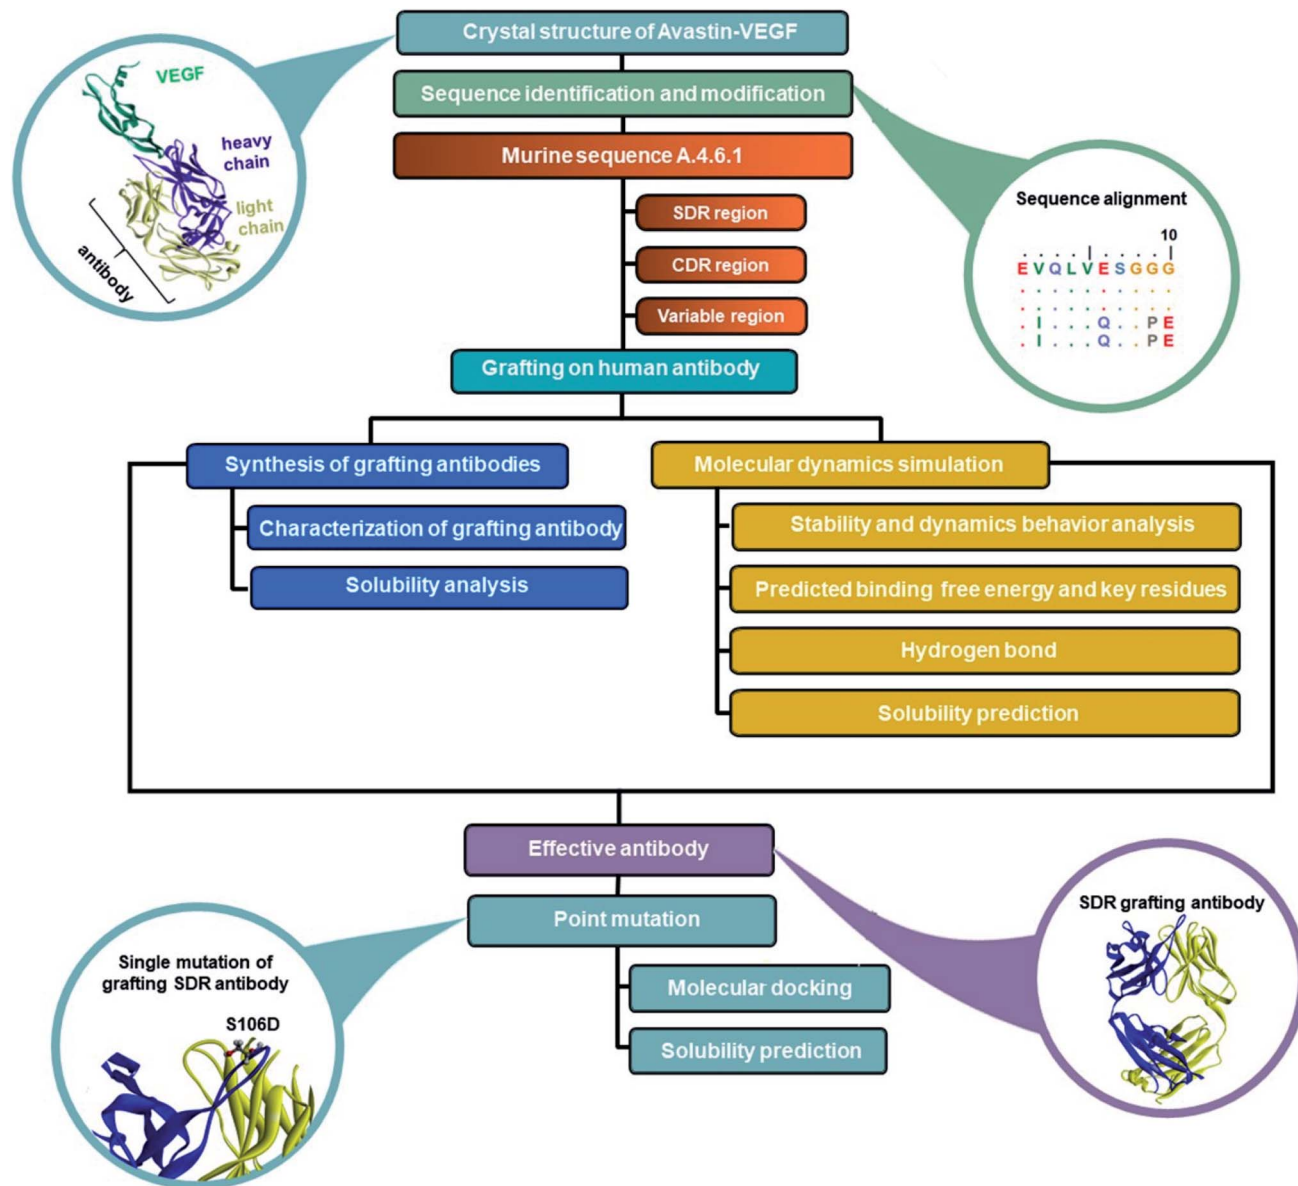 Crystal structure of Avastin-VEGF
VEGF
heavy
chain
light
chain
antibody
Sequence identification and modification
Sequence alignment
10
. . . . | . . . . |
E V Q L V E S G G G
. . . . . . . . . .
. . . . . . . . . .
. I . . . Q . . P E
. I . . . Q . . P E
Murine sequence A.4.6.1
SDR region
CDR region
Variable region
Grafting on human antibody
Synthesis of grafting antibodies
Characterization of grafting antibody
Solubility analysis
Molecular dynamics simulation
Stability and dynamics behavior analysis
Predicted binding free energy and key residues
Hydrogen bond
Solubility prediction
Effective antibody
SDR grafting antibody
Point mutation
Single mutation of
grafting SDR antibody
S106D
Molecular docking
Solubility prediction